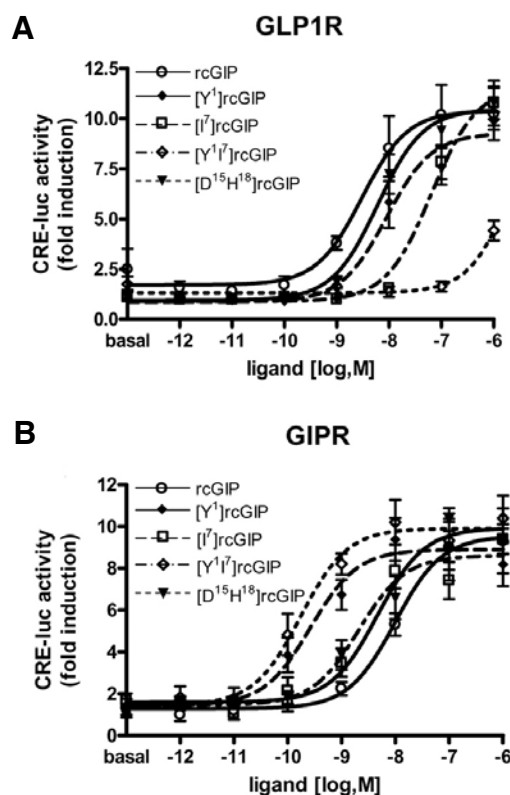 A
GLP1R
CRE-luc activity
(fold induction)
12.5
10.0
7.5
5.0
2.5
0.0
rcGIP
[Y¹]rcGIP
[I⁷]rcGIP
[Y¹I⁷]rcGIP
[D¹⁵H¹⁸]rcGIP
basal -12 -11 -10 -9 -8 -7 -6
ligand [log,M]
B
GIPR
CRE-luc activity
(fold induction)
12
10
8
6
4
2
0
rcGIP
[Y¹]rcGIP
[I⁷]rcGIP
[Y¹I⁷]rcGIP
[D¹⁵H¹⁸]rcGIP
basal -12 -11 -10 -9 -8 -7 -6
ligand [log,M]